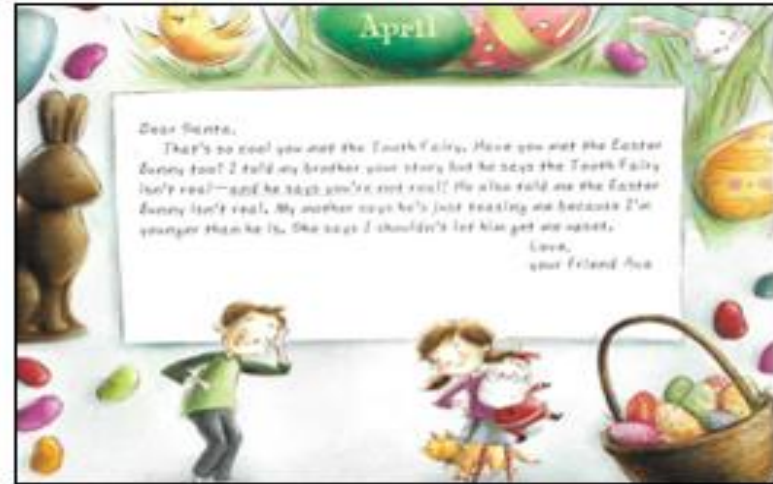 April
Dear Santa,
That's so cool you met the Tooth Fairy. Have you met the Easter
Bunny too? I told my brother your story but he says the Tooth Fairy
isn't real—and he says you're not real! He also told me the Easter
Bunny isn't real. My mother says he's just teasing me because I'm
younger than he is. She says I shouldn't let him get me upset.
Love,
your friend Ava